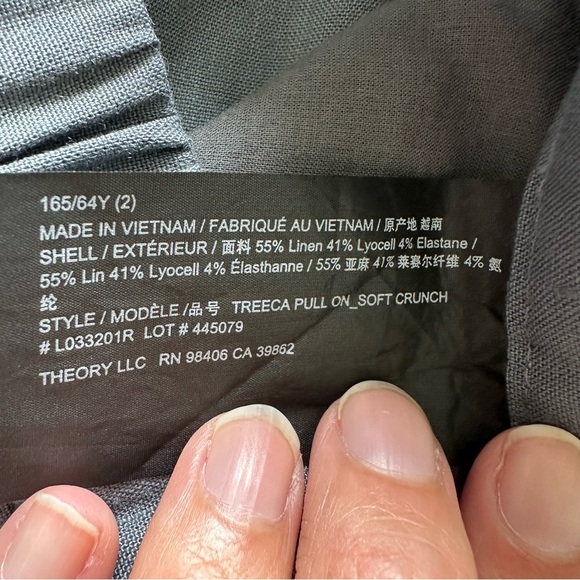 165/64Y (2)
MADE IN VIETNAM / FABRIQUÉ AU VIETNAM / 原产地 越南
SHELL / EXTÉRIEUR / 面料 55% Linen 41% Lyocell 4% Elastane /
55% Lin 41% Lyocell 4% Élasthanne / 55% 亚麻 41% 莱赛尔纤维 4% 氨
纶
STYLE / MODÈLE / 品号 TREECA PULL ON_SOFT CRUNCH
# L033201R LOT # 445079
THEORY LLC RN 98406 CA 39862